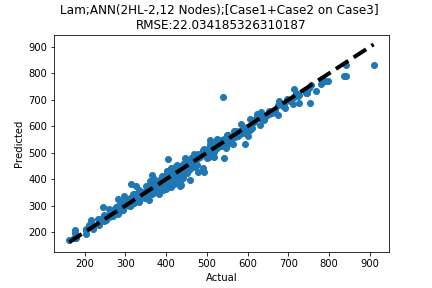 Lam;ANN(2HL-2,12 Nodes);[Case1+Case2 on Case3]
RMSE:22.034185326310187
900
800
700
600
500
400
300
200
Predicted
200 300 400 500 600 700 800 900
Actual